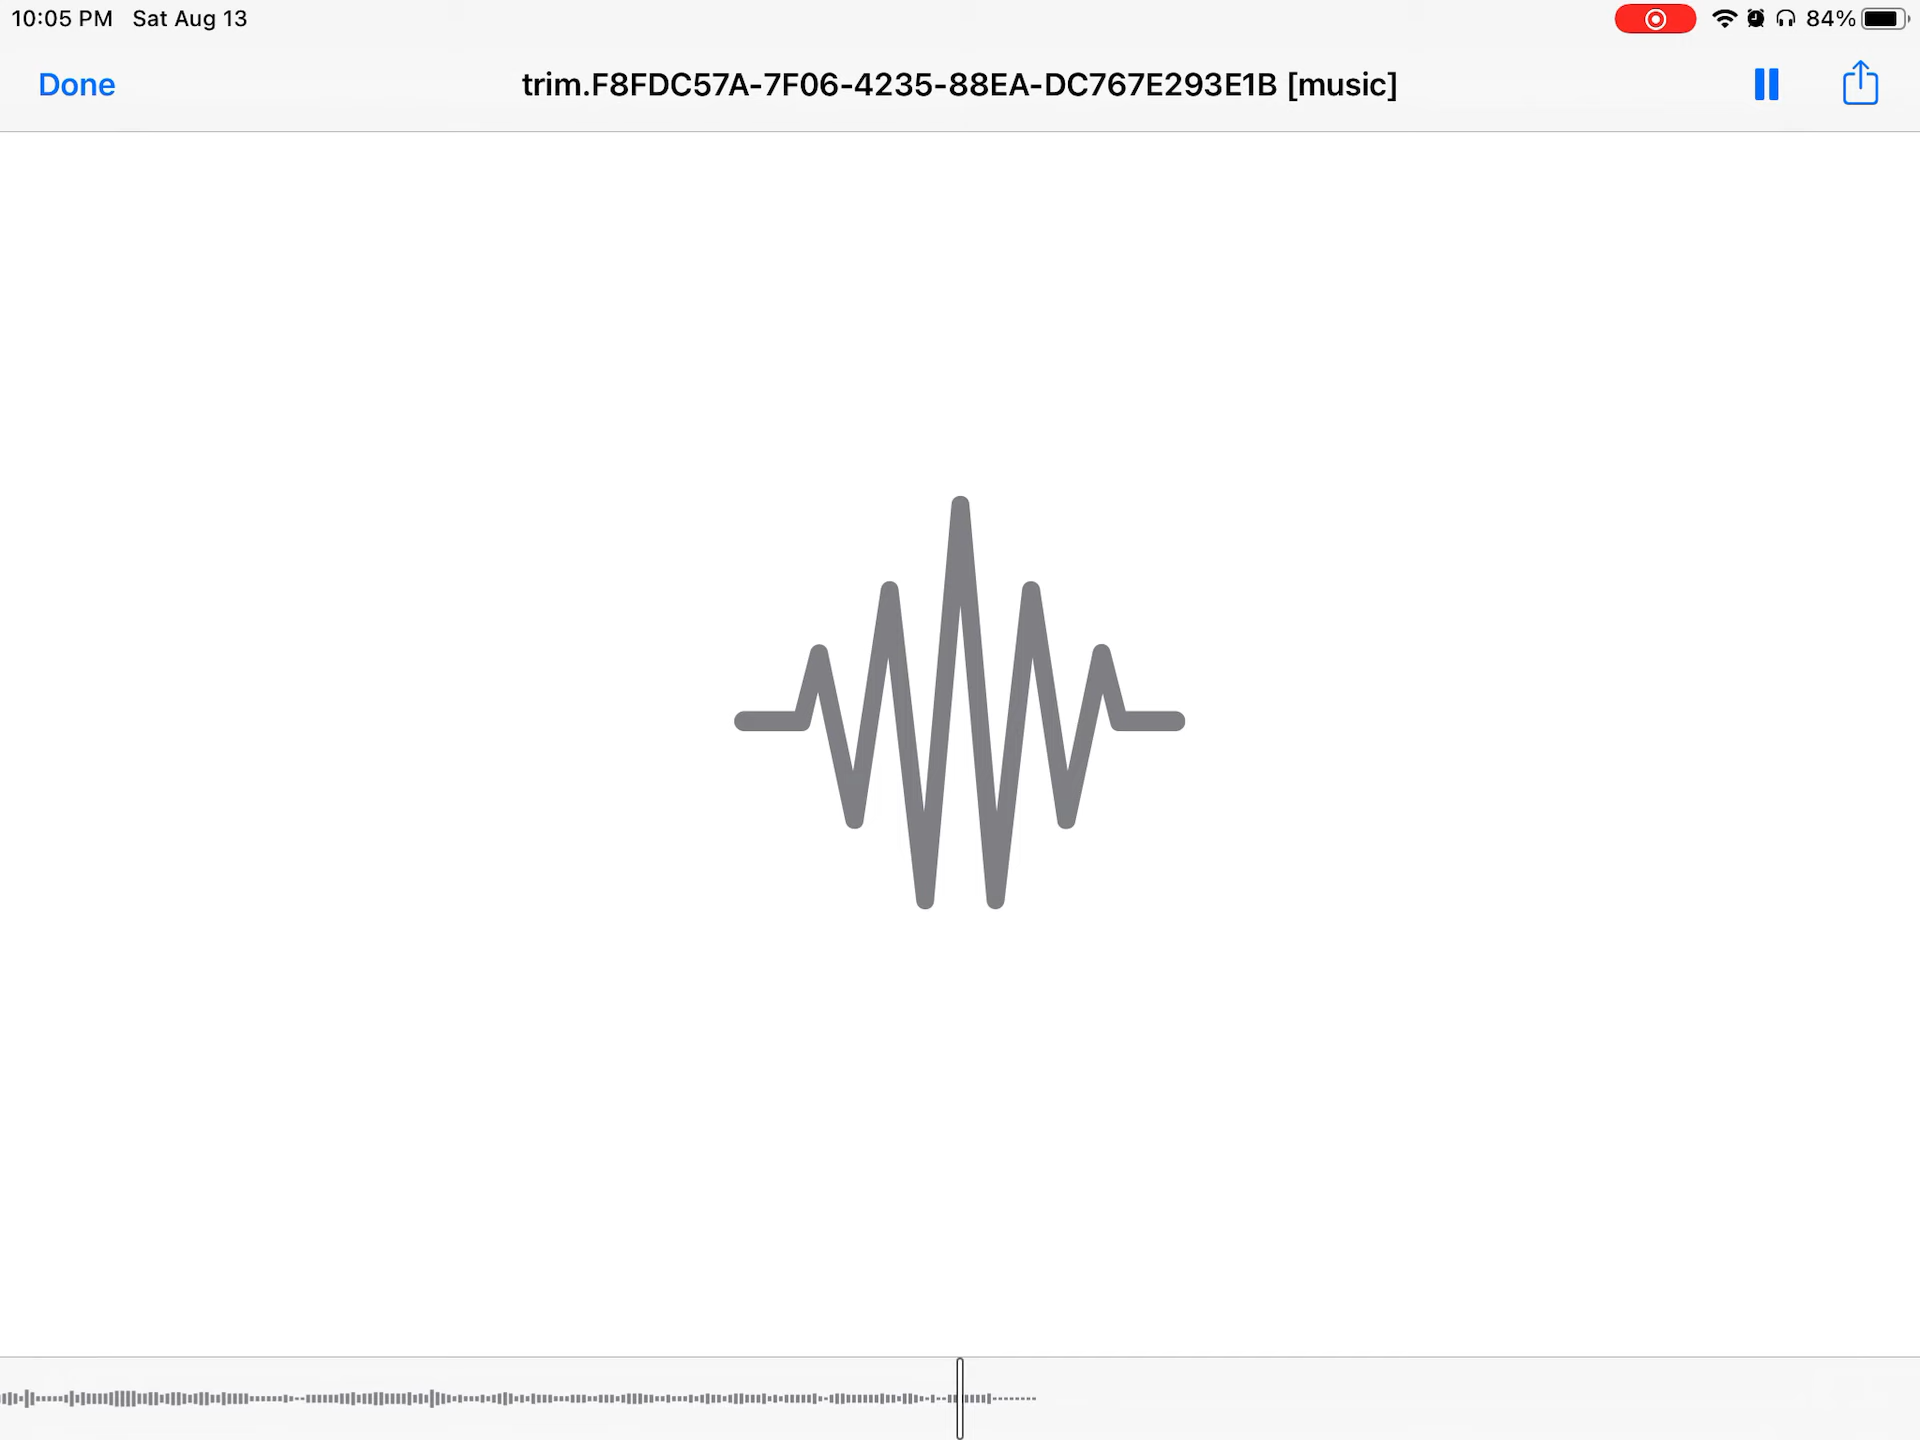 10:05 PM Sat Aug 13 84%
Done trim.F8FDC57A-7F06-4235-88EA-DC767E293E1B [music]